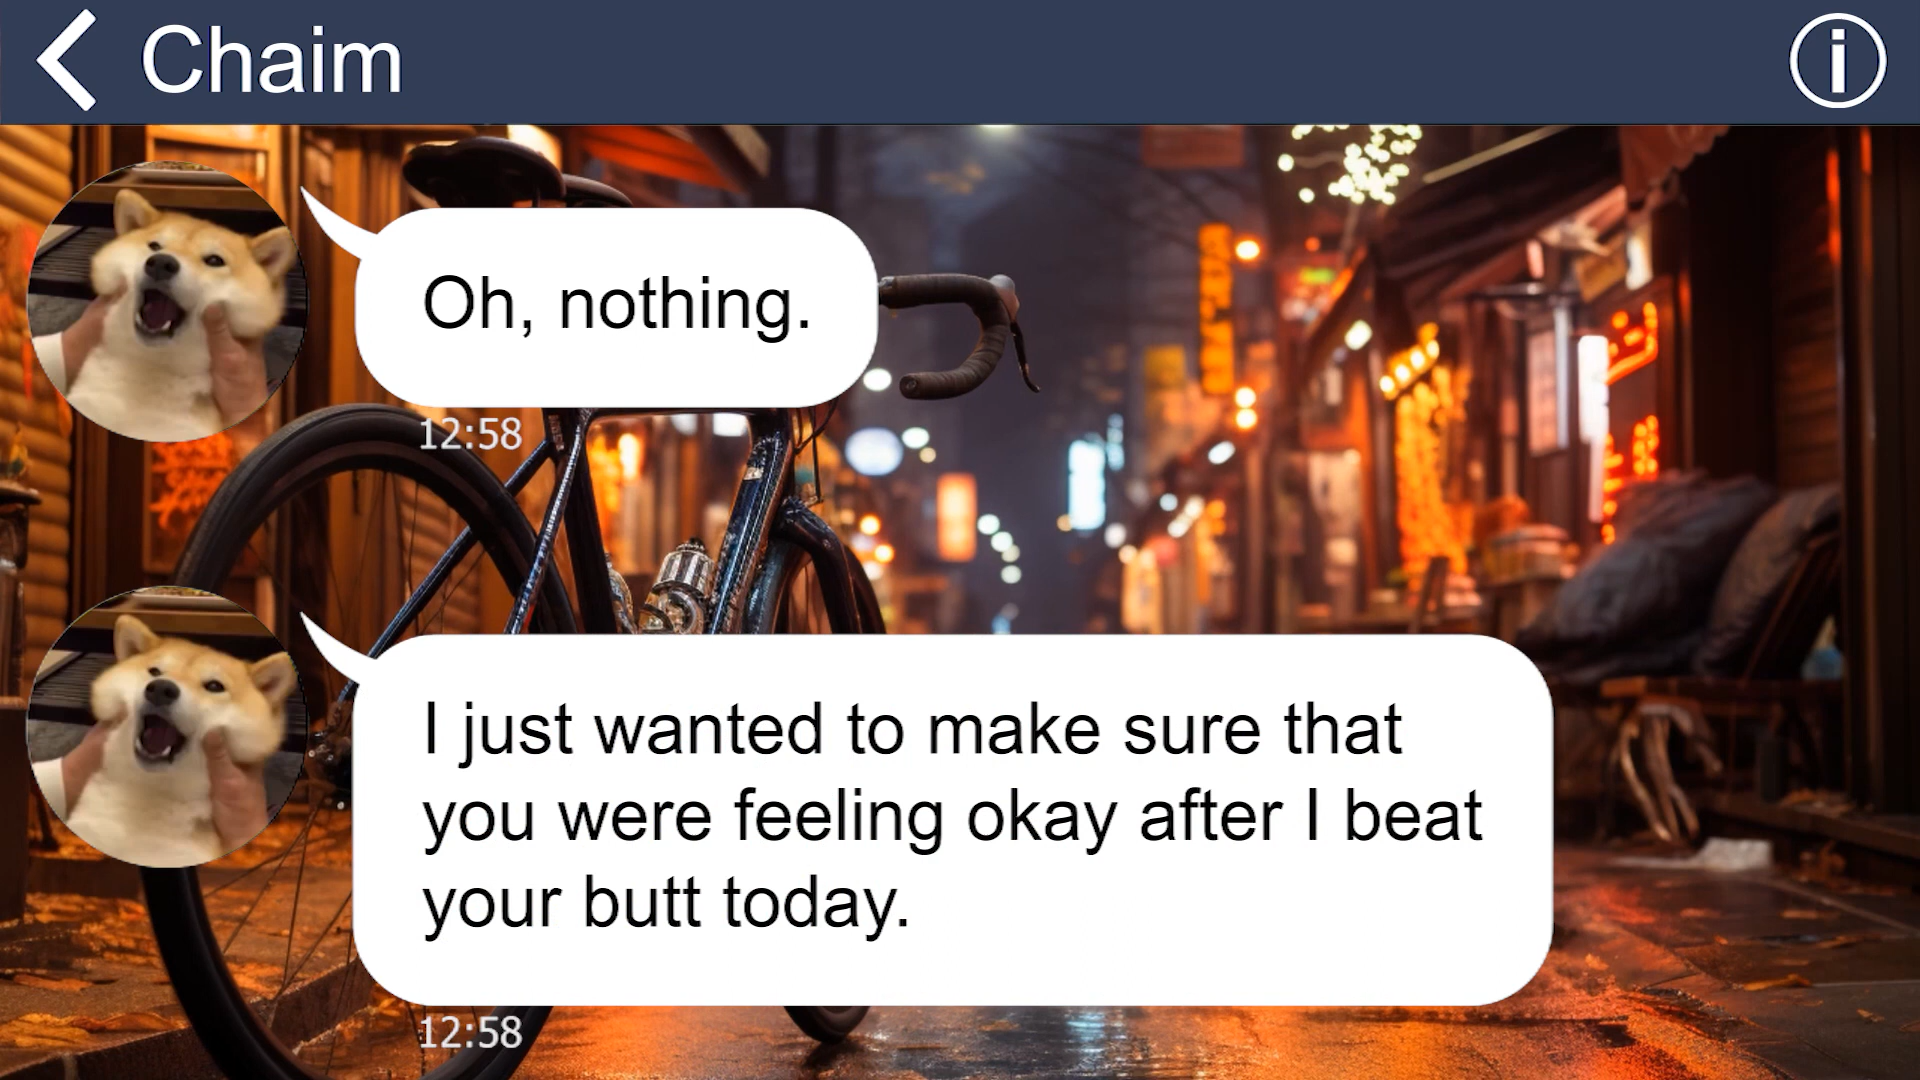 Chaim
Oh, nothing.
12:58
I just wanted to make sure that
you were feeling okay after I beat
your butt today.
12:58